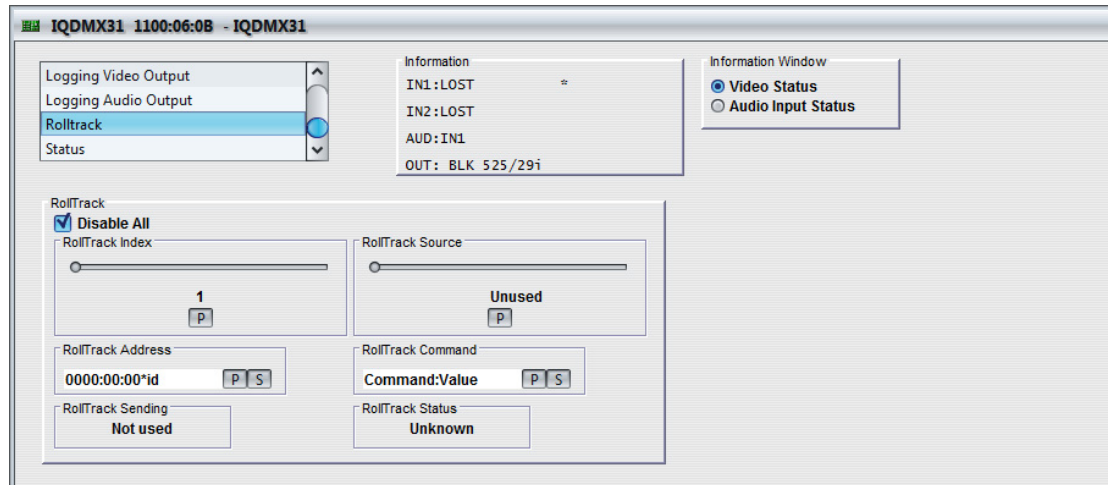 IQDMX31 1100:06:0B - IQDMX31
Logging Video Output
Logging Audio Output
Rolltrack
Status
Information
IN1:LOST *
IN2:LOST
AUD:IN1
OUT: BLK 525/29i
Information Window
Video Status
Audio Input Status
RollTrack
Disable All
RollTrack Index
1
P
RollTrack Source
Unused
P
RollTrack Address
0000:00:00*id P S
RollTrack Command
Command:Value P S
RollTrack Sending
Not used
RollTrack Status
Unknown